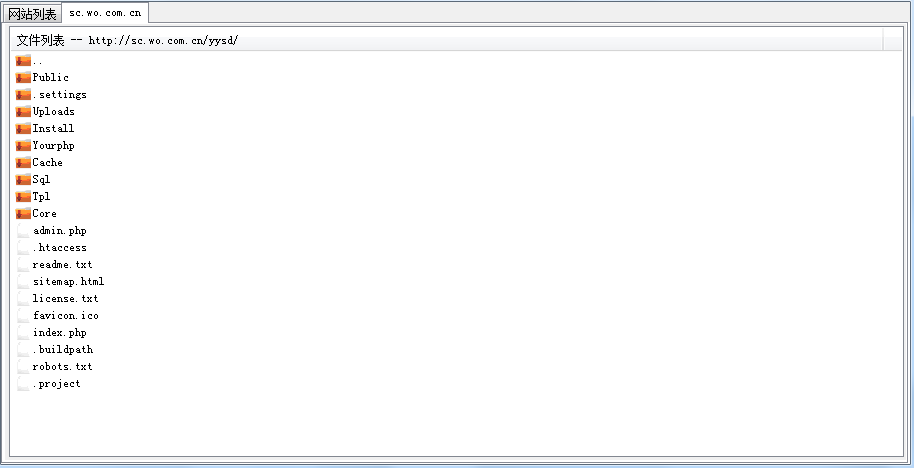 网站列表 sc.wo.com.cn
文件列表 -- http://sc.wo.com.cn/yysd/
..
Public
.settings
Uploads
Install
Yourphp
Cache
Sql
Tpl
Core
admin.php
.htaccess
readme.txt
sitemap.html
license.txt
favicon.ico
index.php
.buildpath
robots.txt
.project